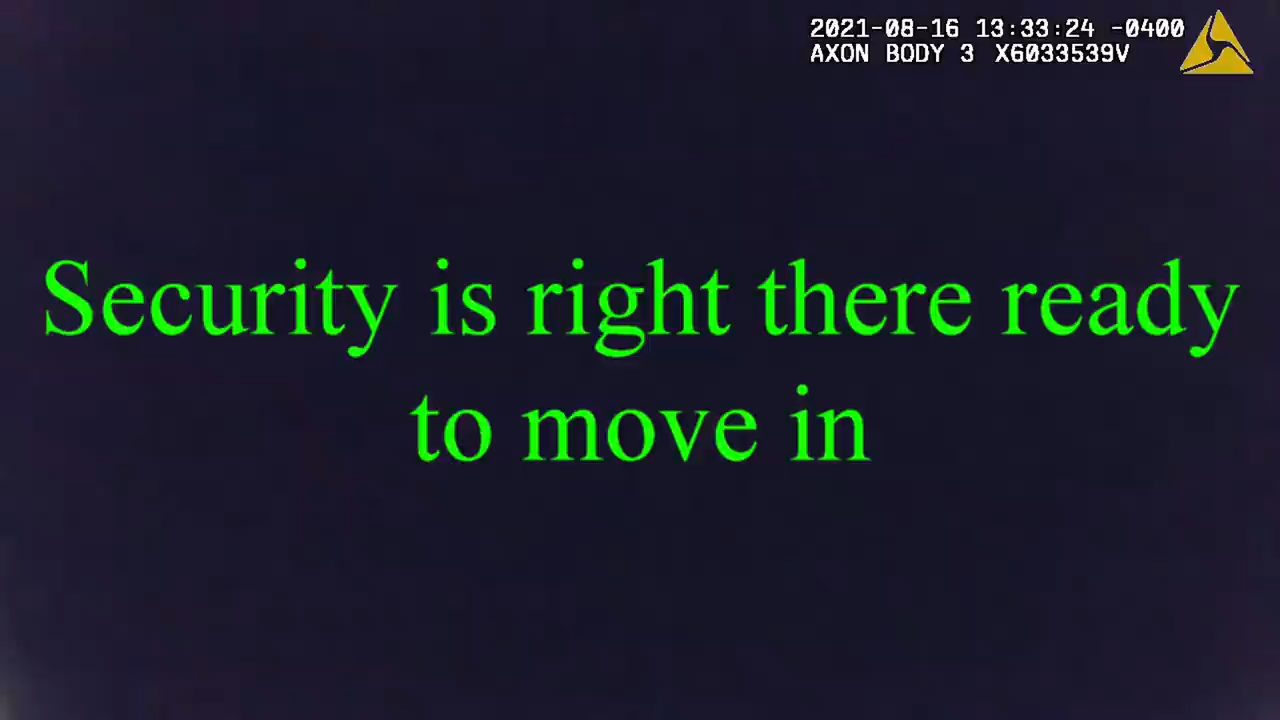 2021-08-16 13:33:24 -0400
AXON BODY 3 X6033539V
Security is right there ready
to move in